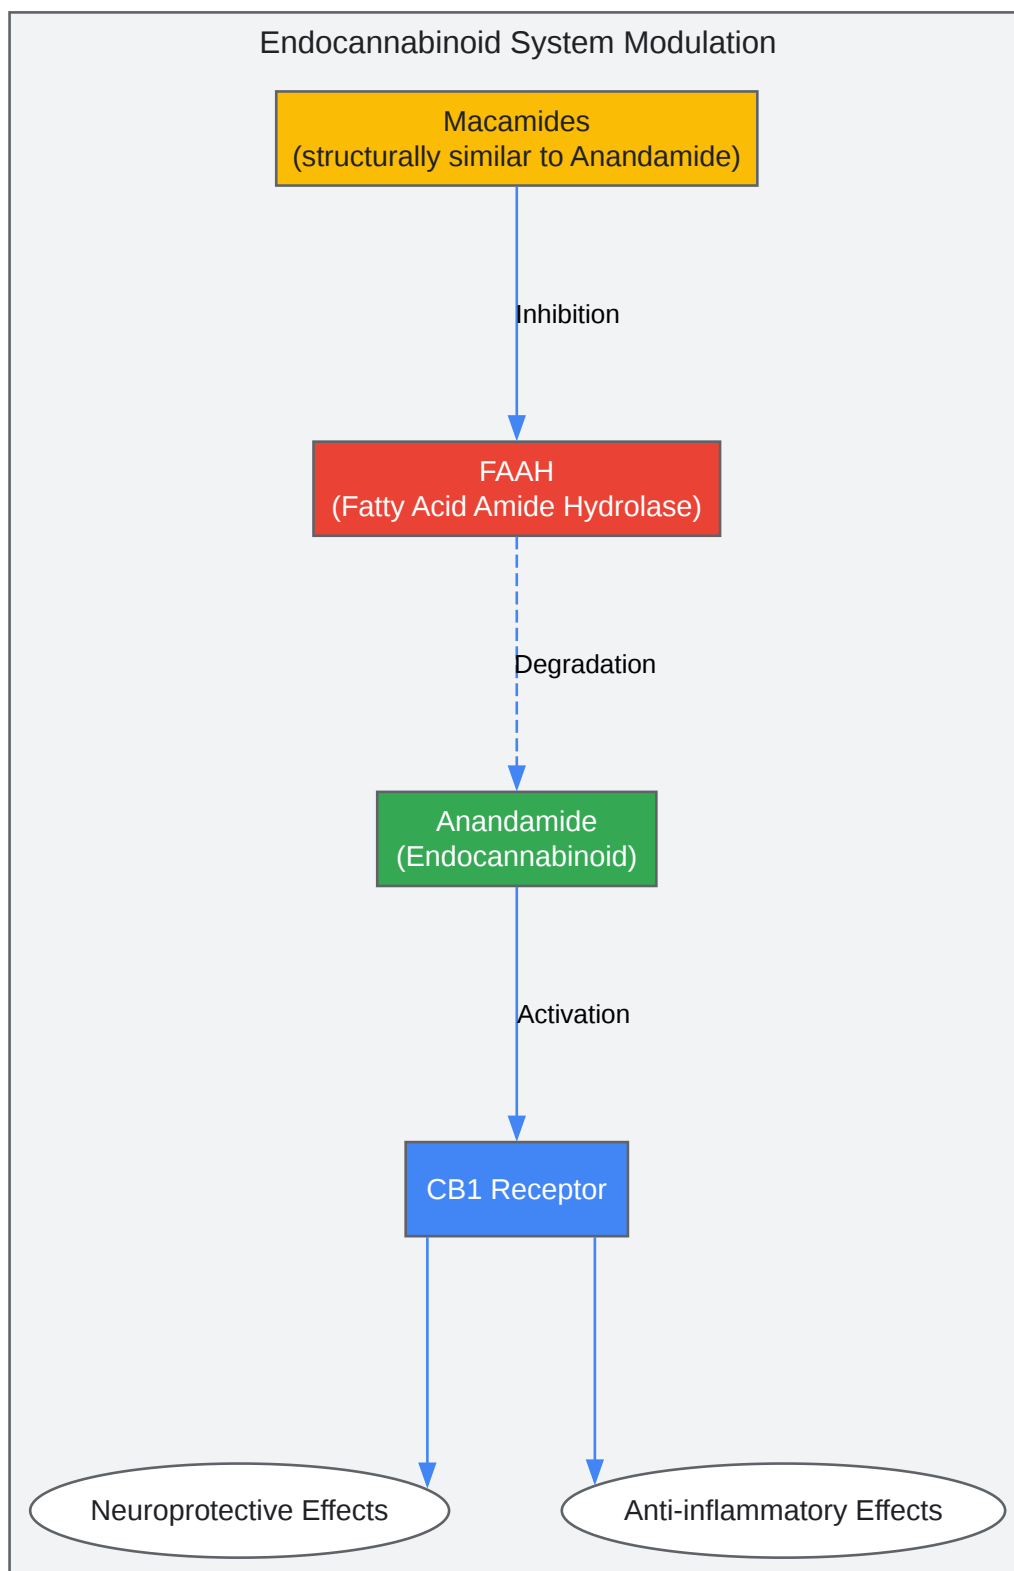 Endocannabinoid System Modulation
Macamides
(structurally similar to Anandamide)
Inhibition
FAAH
(Fatty Acid Amide Hydrolase)
Degradation
Anandamide
(Endocannabinoid)
Activation
CB1 Receptor
Neuroprotective Effects
Anti-inflammatory Effects